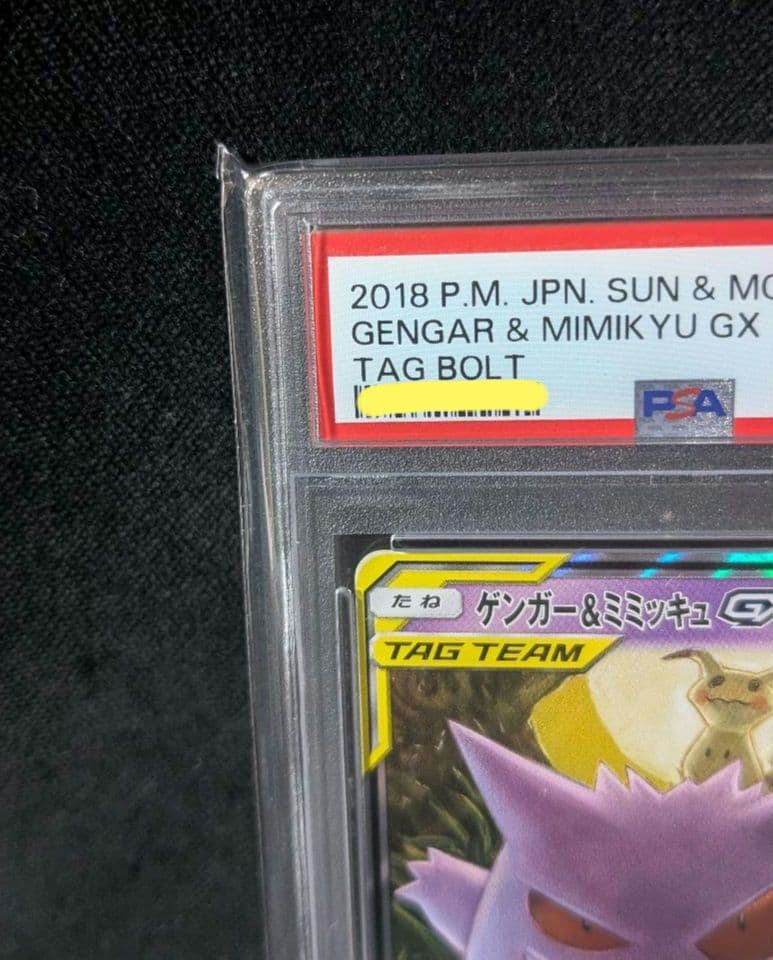 2018 P.M. JPN. SUN & MO
GENGAR & MIMIKYU GX
TAG BOLT
PSA
たね ゲンガー&ミミッキュ GX
TAG TEAM